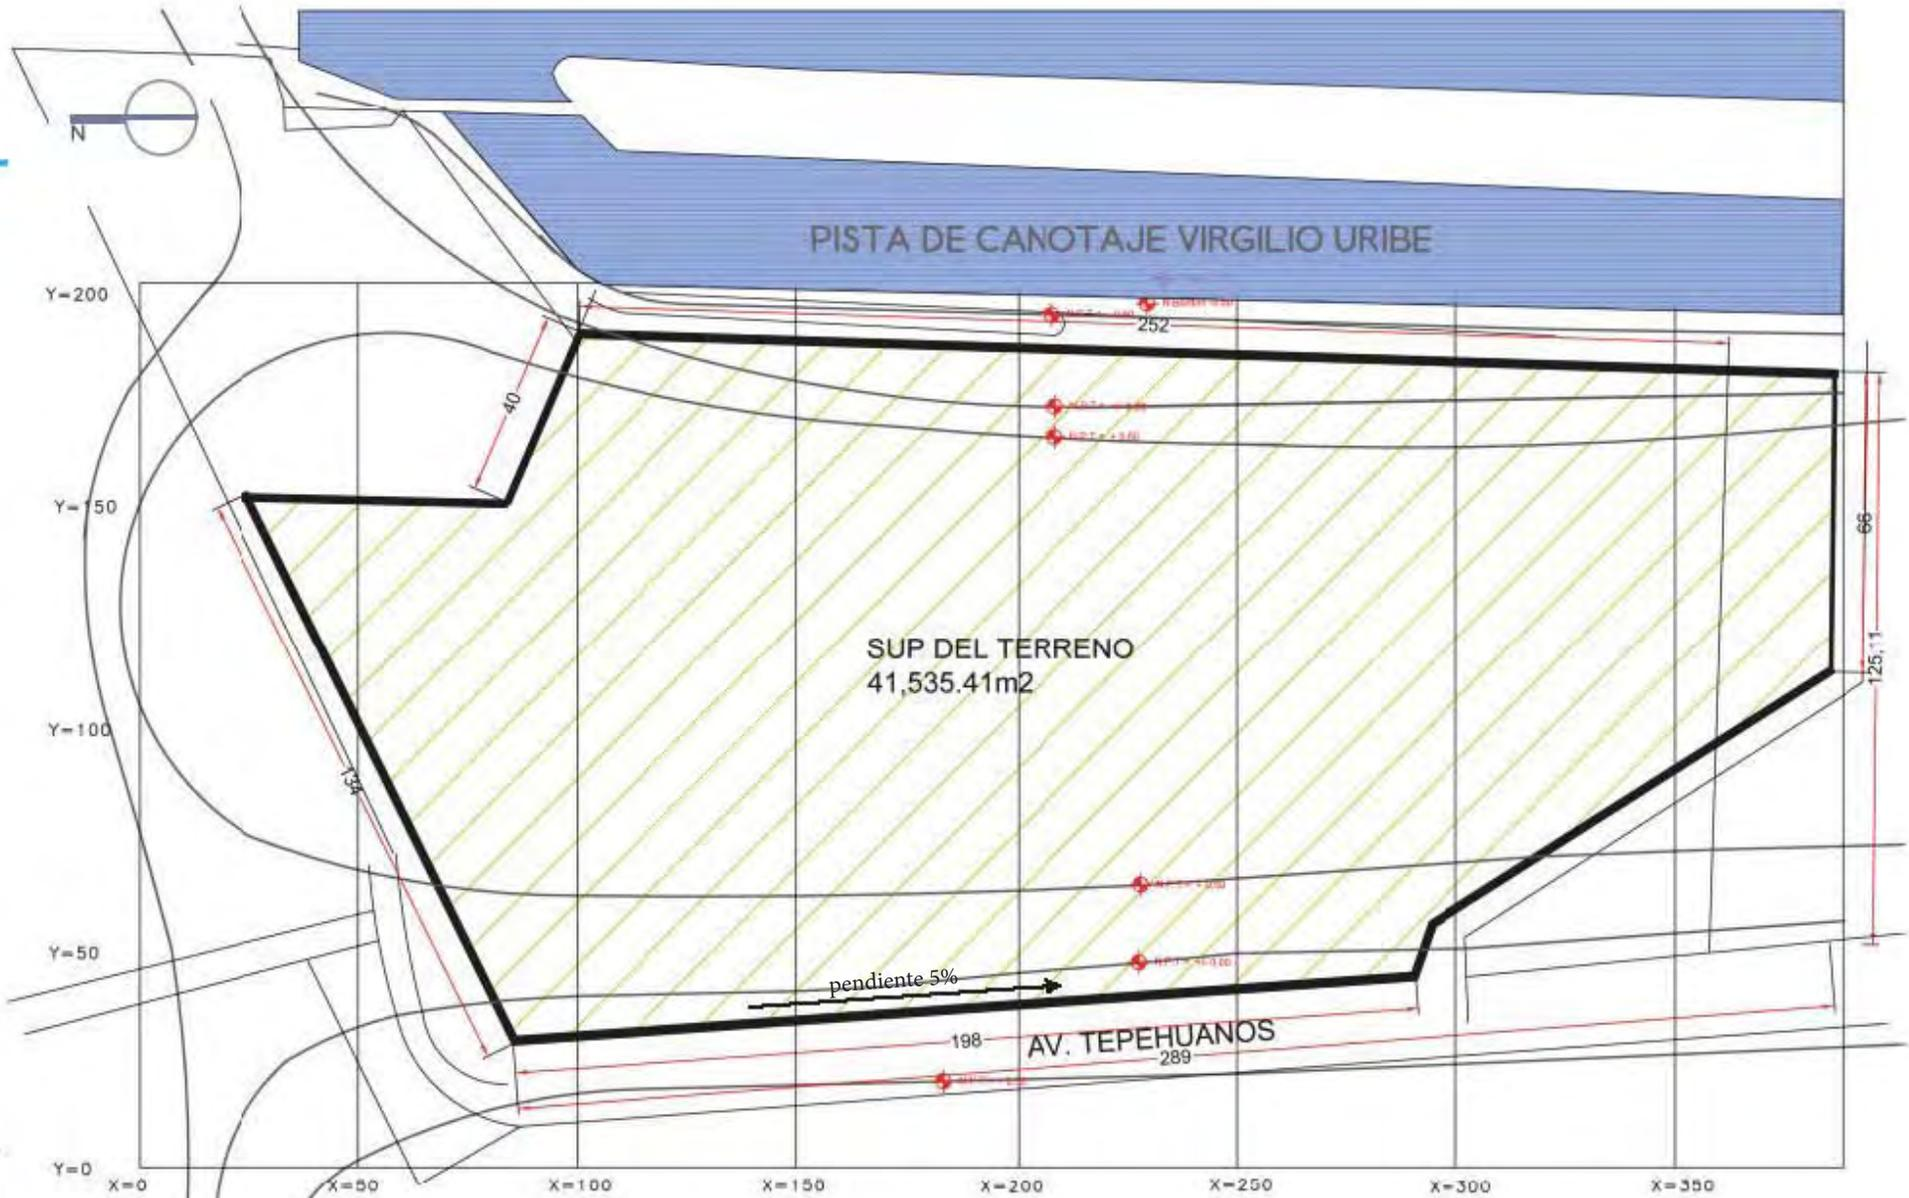 N
PISTA DE CANOTAJE VIRGILIO URIBE
Y=200
252
40
Y=150
66
SUP DEL TERRENO
41,535.41m2
125,11
Y=100
134
Y=50
pendiente 5%
198
AV. TEPEHUANOS
289
Y=0
X=0
X=50
X=100
X=150
X=200
X=250
X=300
X=350